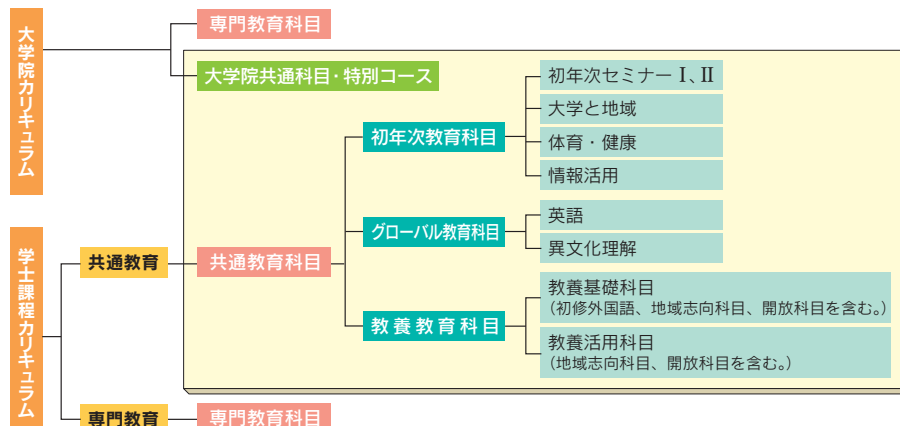 大学院カリキュラム
専門教育科目
大学院共通科目・特別コース
学士課程カリキュラム
共通教育
共通教育科目
初年次教育科目
初年次セミナー Ⅰ、Ⅱ
大学と地域
体育・健康
情報活用
グローバル教育科目
英語
異文化理解
教養教育科目
教養基礎科目
（初修外国語、地域志向科目、開放科目を含む。）
教養活用科目
（地域志向科目、開放科目を含む。）
専門教育
専門教育科目